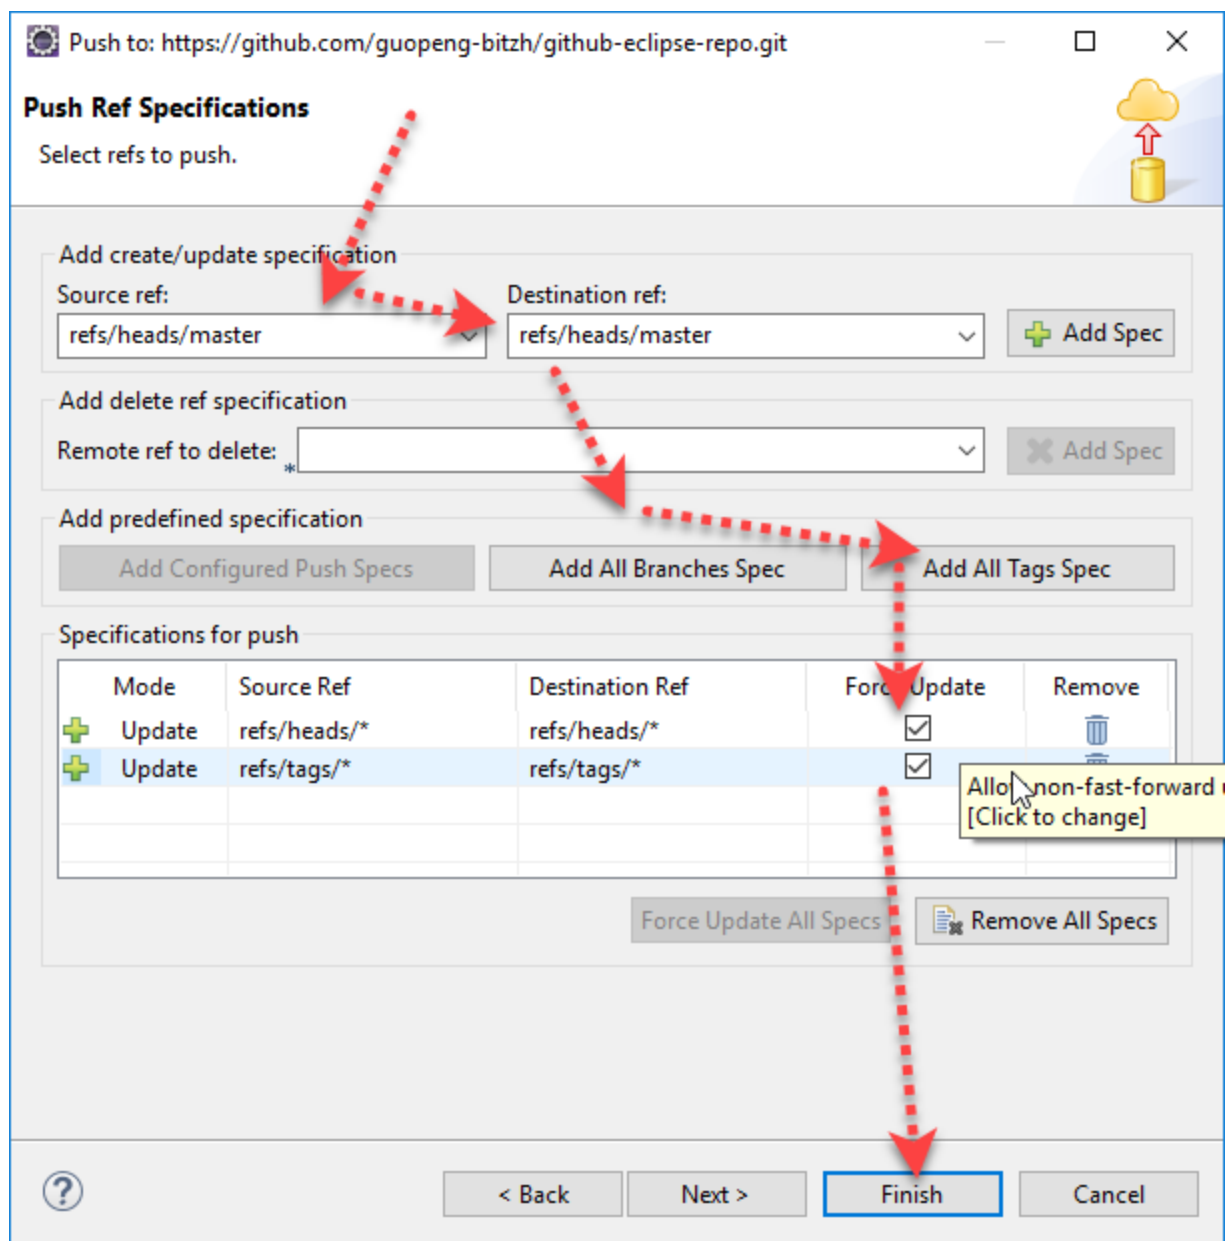 Push to: https://github.com/guopeng-bitzh/github-eclipse-repo.git
Push Ref Specifications
Select refs to push.
Add create/update specification
Source ref: Destination ref:
refs/heads/master refs/heads/master Add Spec
Add delete ref specification
Remote ref to delete: * Add Spec
Add predefined specification
Add Configured Push Specs Add All Branches Spec Add All Tags Spec
Specifications for push
Mode Source Ref Destination Ref Force Update Remove
Update refs/heads/* refs/heads/*
Update refs/tags/* refs/tags/*
Allow non-fast-forward
[Click to change]
Force Update All Specs Remove All Specs
? < Back Next > Finish Cancel